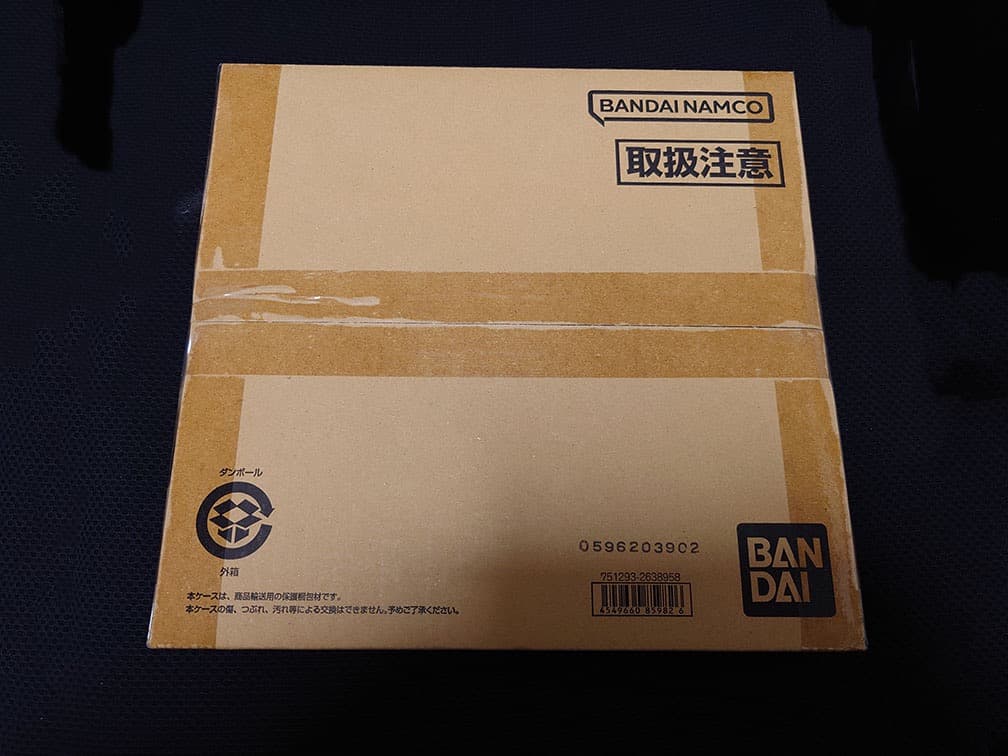 BANDAI NAMCO
取扱注意
ダンボール
外箱
本ケースは、商品輸送用の保護梱包材です。
本ケースの傷、つぶれ、汚れ等による交換はできません。予めご了承ください。
0596203902
751293-2638958
4549660 85982 6
BAN
DAI